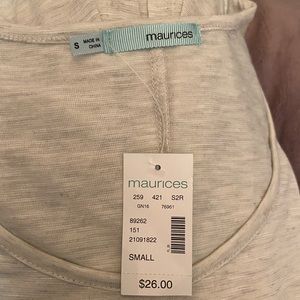 S
MADE IN
CHINA
maurices
maurices
259 421 S2R
GN16 76961
89262
151
21091822
SMALL
$26.00